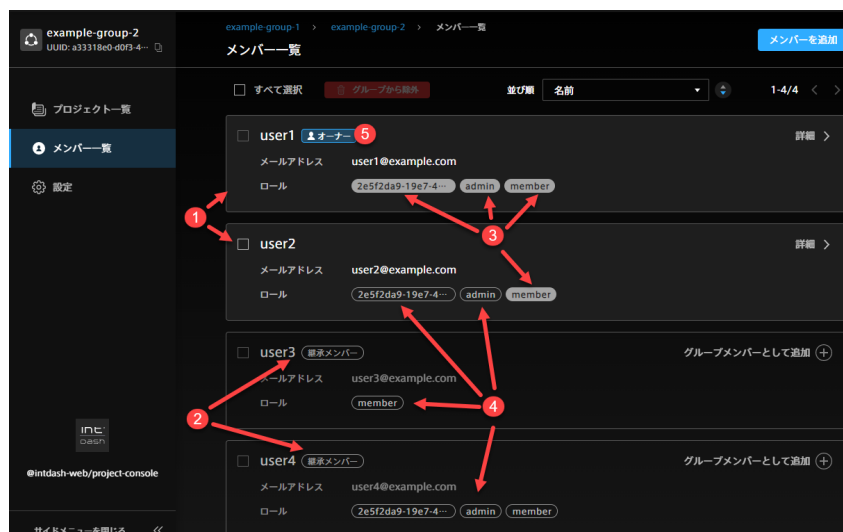 example-group-2
UUID: a33318e0-d0f3-4…
プロジェクト一覧
メンバー一覧
設定
@intdash-web/project-console
サイドメニューを閉じる
example-group-1 > example-group-2 > メンバー一覧
メンバー一覧
メンバーを追加
すべて選択 グループから除外 並び順 名前 1-4/4
user1 オーナー 5 詳細
メールアドレス user1@example.com
ロール 2e5f2da9-19e7-4… admin member
1
3
user2 詳細
メールアドレス user2@example.com
ロール 2e5f2da9-19e7-4… admin member
user3 継承メンバー グループメンバーとして追加
メールアドレス user3@example.com
ロール member
4
2
user4 継承メンバー グループメンバーとして追加
メールアドレス user4@example.com
ロール 2e5f2da9-19e7-4… admin member